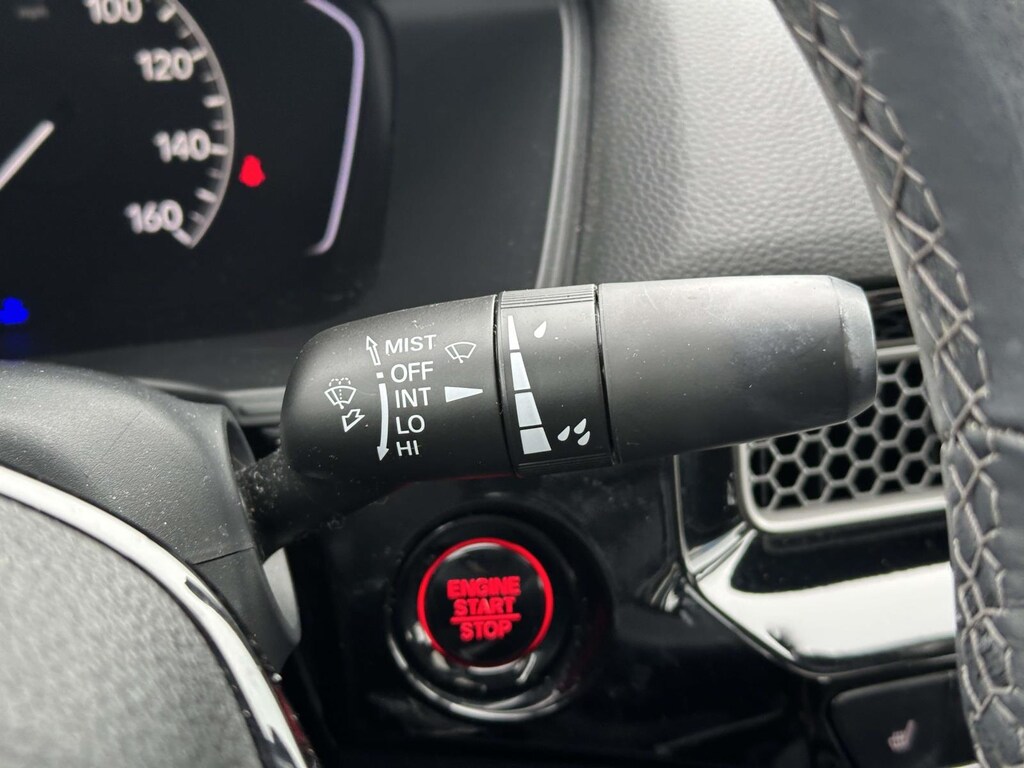 100
120
140
160
MIST
OFF
INT
LO
HI
ENGINE
START
STOP